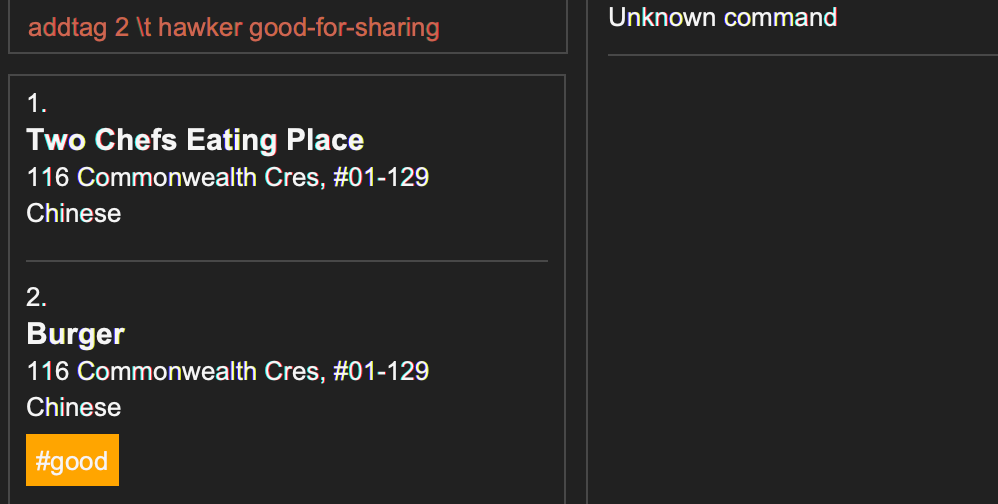 addtag 2 \t hawker good-for-sharing
Unknown command
1.
Two Chefs Eating Place
116 Commonwealth Cres, #01-129
Chinese
2.
Burger
116 Commonwealth Cres, #01-129
Chinese
#good